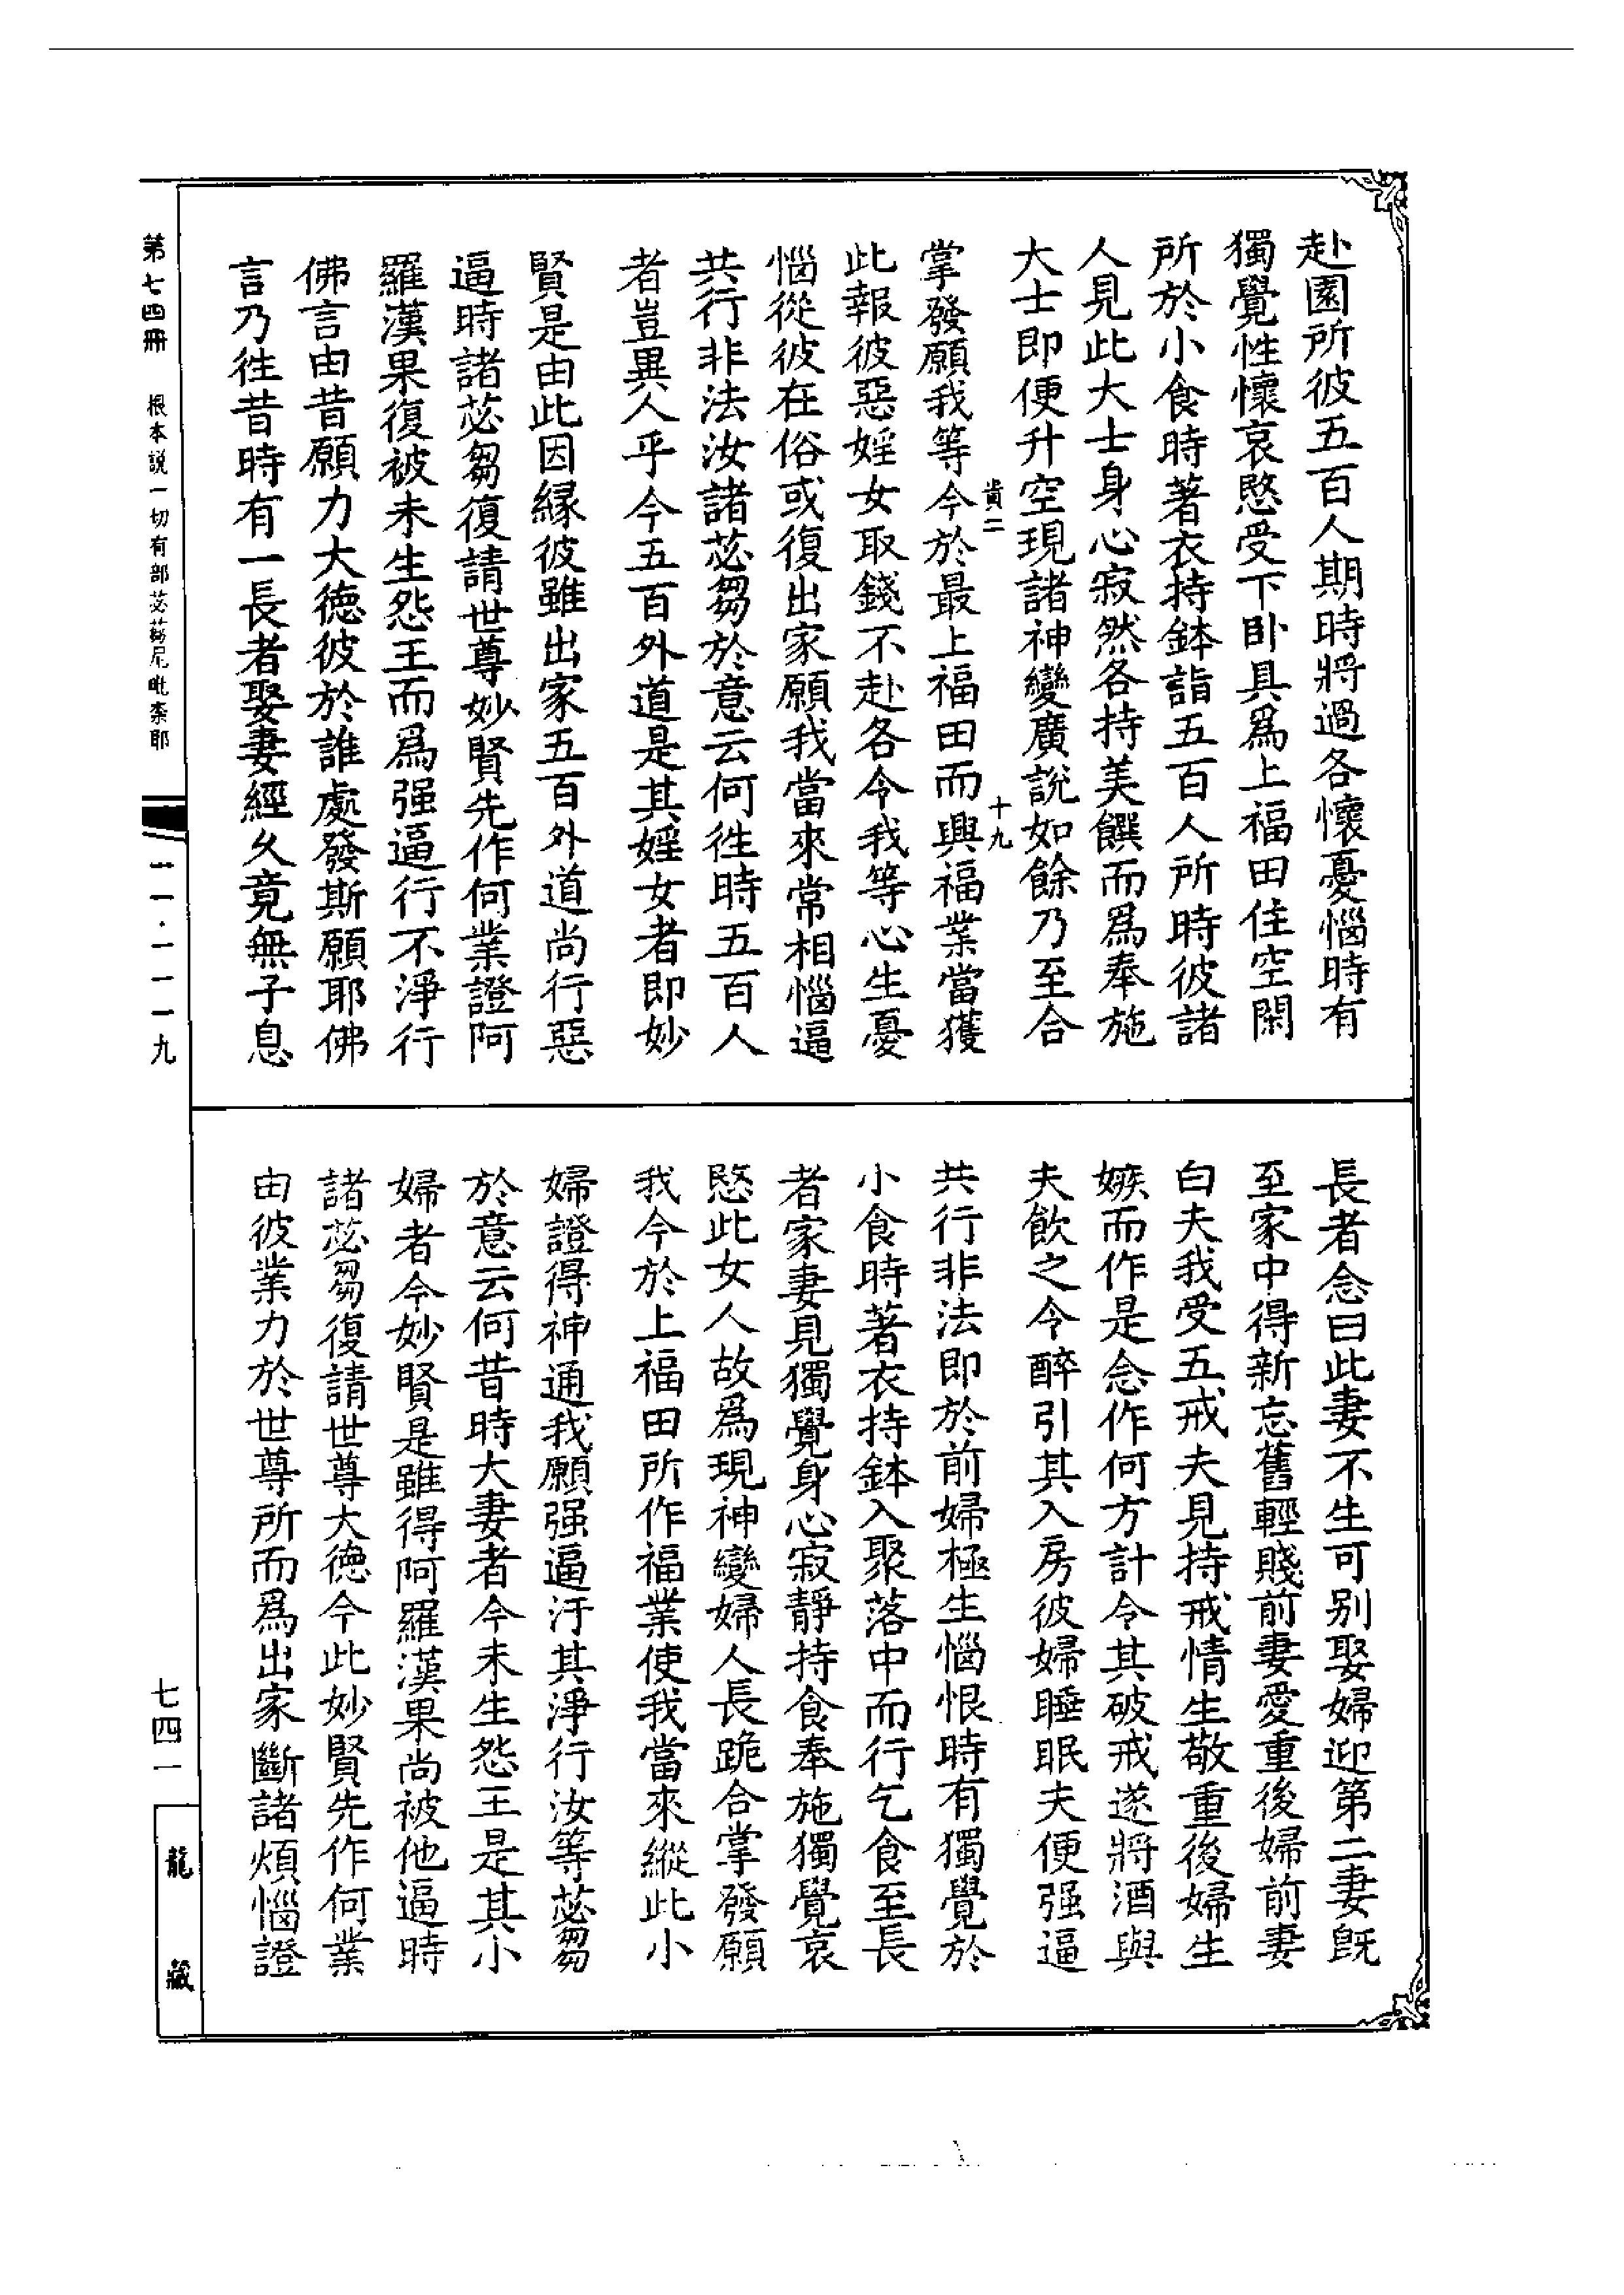 赴園所彼五百人期時將過各懷憂惱時有
獨覺性懷哀愍受下卧具爲上福田住空閑
所於小食時著衣持鉢詣五百人所時彼諸
人見此大士身心寂然各持美饌而爲奉施
大士即便升空現諸神變廣説如餘乃至合
貴二
十九
掌發願我等今於最上福田而興福業當獲
此報彼惡婬女取錢不赴各令我等心生憂
惱從彼在俗或復出家願我當來常相惱逼
共行非法汝諸苾芻於意云何徃時五百人
者豈異人乎今五百外道是其婬女者即妙
賢是由此因緣彼雖出家五百外道尚行惡
逼時諸苾芻復請世尊妙賢先作何業證阿
羅漢果復被未生怨王而爲强逼行不淨行
佛言由昔願力大德彼於誰處發斯願耶佛
言乃徃昔時有一長者娶妻經久竟無子息
長者念曰此妻不生可别娶婦迎第二妻旣
至家中得新忘舊輕賤前妻愛重後婦前妻
白夫我受五戒夫見持戒情生敬重後婦生
嫉而作是念作何方計令其破戒遂將酒與
夫飲之令醉引其入房彼婦睡眠夫便强逼
共行非法即於前婦極生惱恨時有獨覺於
小食時著衣持鉢入聚落中而行乞食至長
者家妻見獨覺身心寂靜持食奉施獨覺哀
愍此女人故爲現神變婦人長跪合掌發願
我今於上福田所作福業使我當來縱此小
婦證得神通我願强逼汙其淨行汝等苾芻
於意云何昔時大妻者今未生怨王是其小
婦者今妙賢是雖得阿羅漢果尚被他逼時
諸苾芻復請世尊大德今此妙賢先作何業
由彼業力於世尊所而爲出家斷諸煩惱證
第七四冊
根本説一切有部苾蒭尼毗柰耶
一一·一一一九
七四一
龍藏